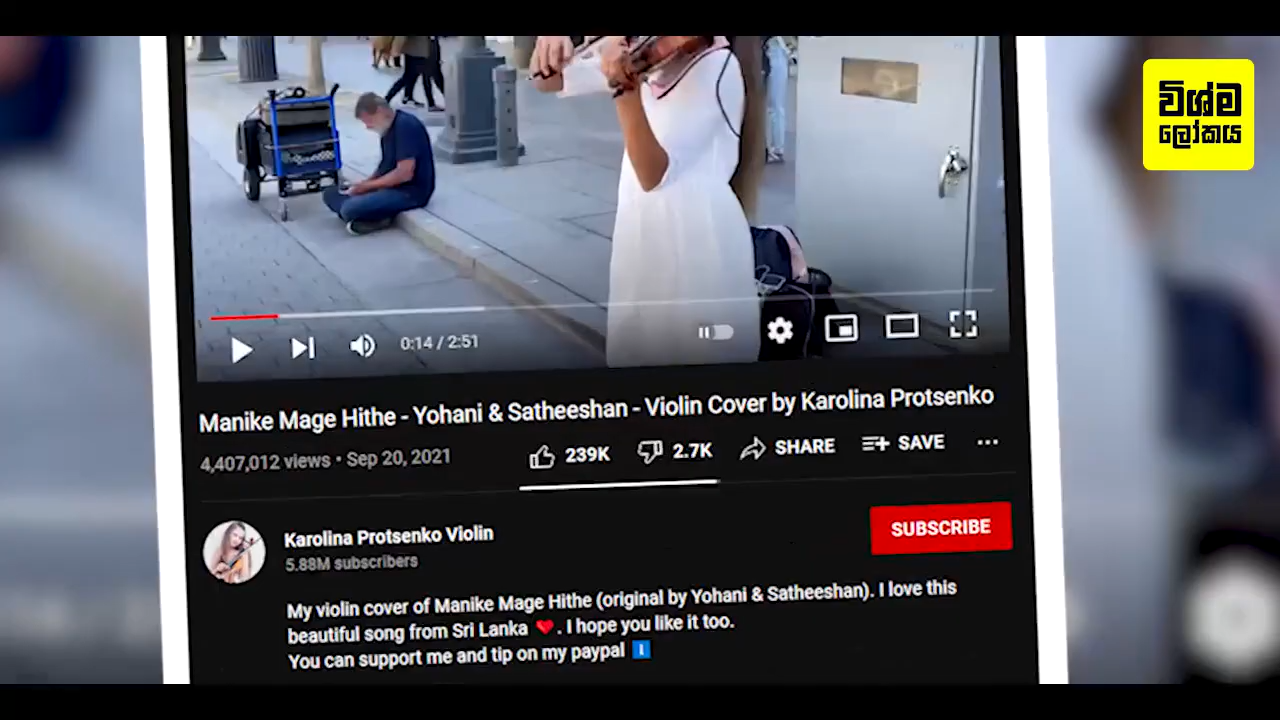 විශ්ම
ලෝකය
0:14 / 2:51
Manike Mage Hithe - Yohani & Satheeshan - Violin Cover by Karolina Protsenko
4,407,012 views • Sep 20, 2021
239K
2.7K
SHARE
SAVE
Karolina Protsenko Violin
5.88M subscribers
SUBSCRIBE
My violin cover of Manike Mage Hithe (original by Yohani & Satheeshan). I love this
beautiful song from Sri Lanka ❤️. I hope you like it too.
You can support me and tip on my paypal ℹ️